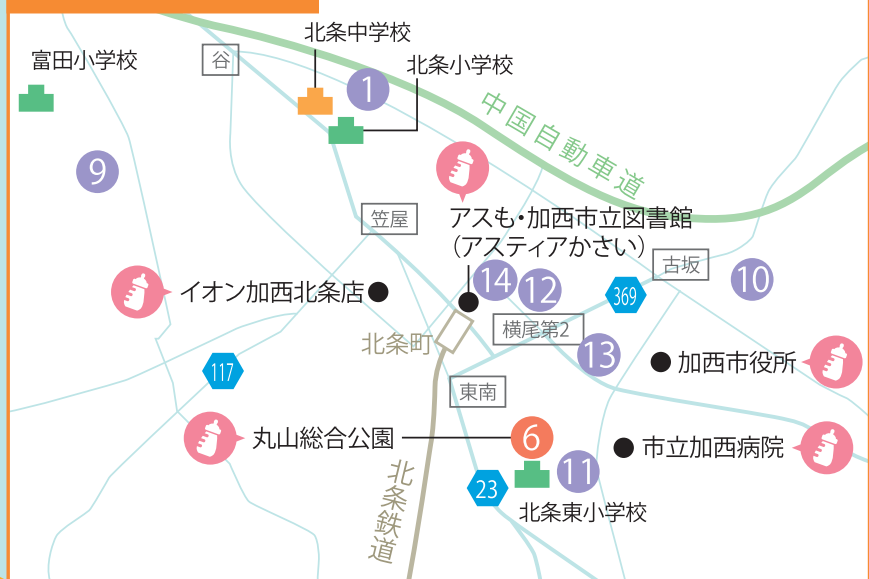 北条中学校
富田小学校
谷
北条小学校
1
中国自動車道
9
笠屋
アスも・加西市立図書館
（アスティアかさい）
古坂
14
12
10
イオン加西北条店
369
横尾第2
北条町
13
加西市役所
117
東南
丸山総合公園
6
市立加西病院
11
23
北条鉄道
北条東小学校